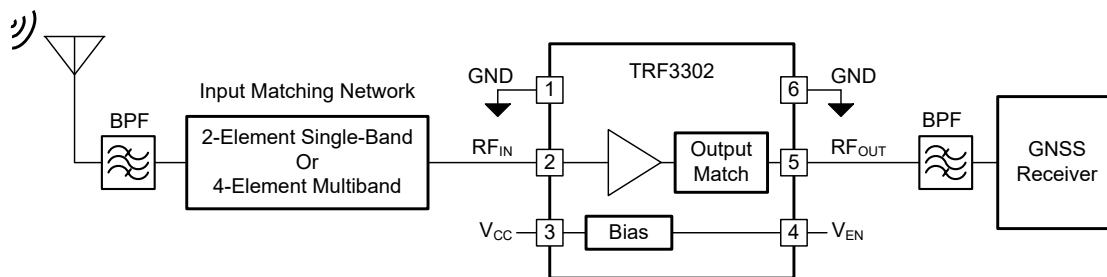 TRF3302
GND
1
6
GND
Input Matching Network
BPF
2-Element Single-Band
Or
4-Element Multiband
RFIN
2
Output
Match
5
RFOUT
BPF
GNSS
Receiver
VCC
3
Bias
4
VEN